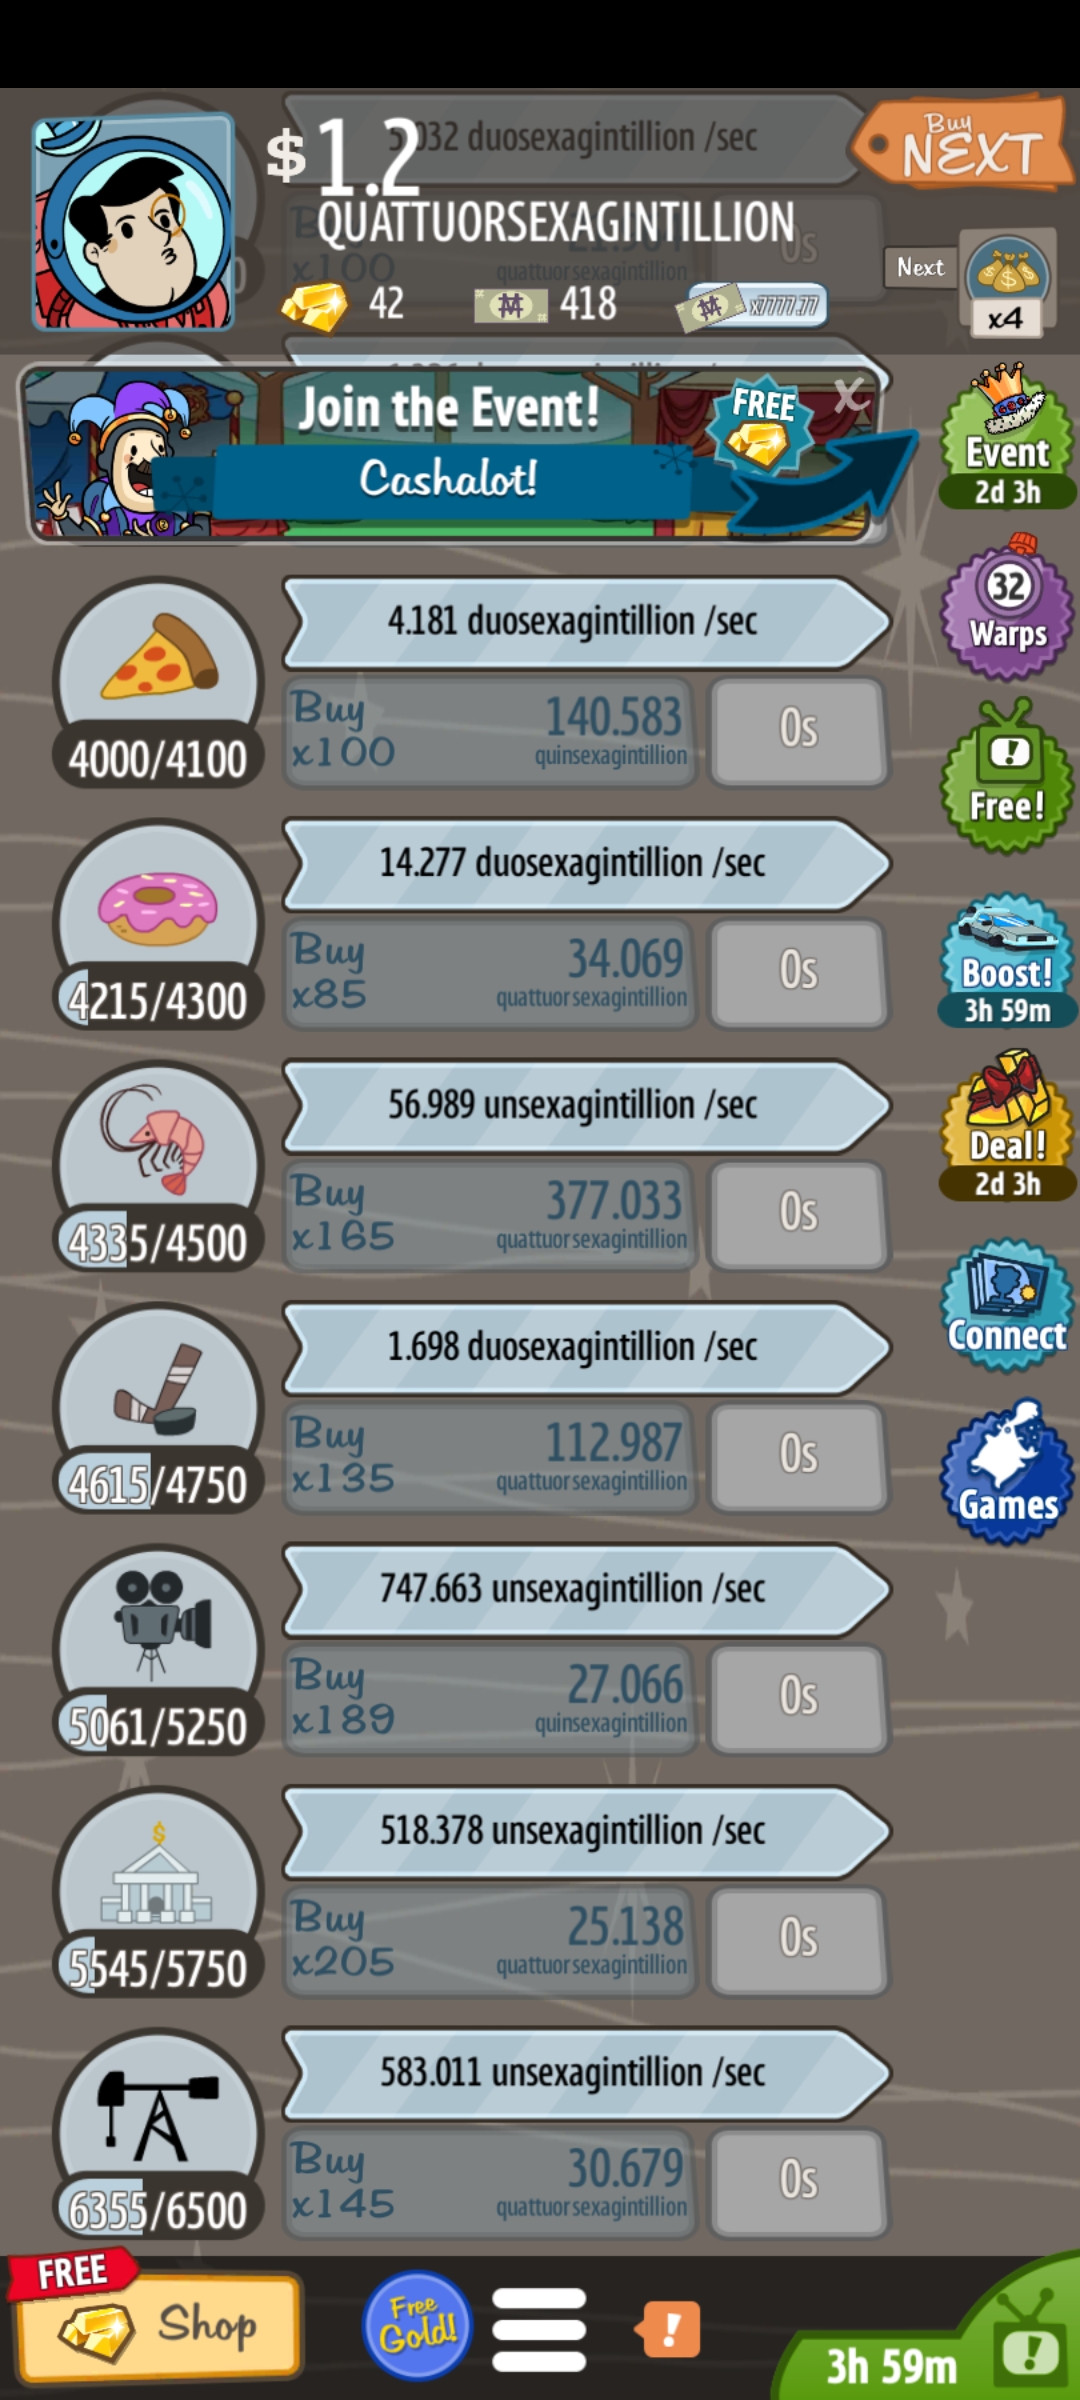 5.032 duosexagintillion /sec
$1.2
QUATTUORSEXAGINTILLION
Buy
NEXT
x100
quattuorsexagintillion
0s
42
418
x7777.77
Next
x4
Join the Event!
Cashalot!
FREE
X
Event
2d 3h
4.181 duosexagintillion /sec
Buy
x100
140.583
quinsexagintillion
0s
4000/4100
32
Warps
Free!
14.277 duosexagintillion /sec
Buy
x85
34.069
quattuorsexagintillion
0s
4215/4300
Boost!
3h 59m
56.989 unsexagintillion /sec
Buy
x165
377.033
quattuorsexagintillion
0s
4335/4500
Deal!
2d 3h
Connect
1.698 duosexagintillion /sec
Buy
x135
112.987
quattuorsexagintillion
0s
4615/4750
Games
747.663 unsexagintillion /sec
Buy
x189
27.066
quinsexagintillion
0s
5061/5250
518.378 unsexagintillion /sec
Buy
x205
25.138
quattuorsexagintillion
0s
5545/5750
583.011 unsexagintillion /sec
Buy
x145
30.679
quattuorsexagintillion
0s
6355/6500
FREE
Shop
Free
Gold!
!
3h 59m